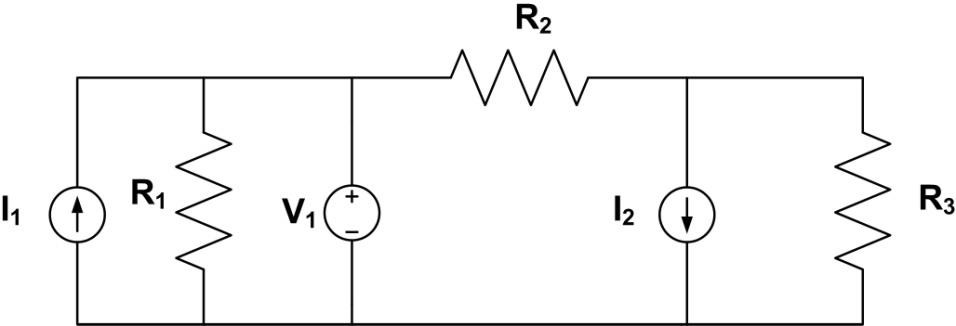 R₂
I₁
R₁
V₁
+
−
I₂
R₃